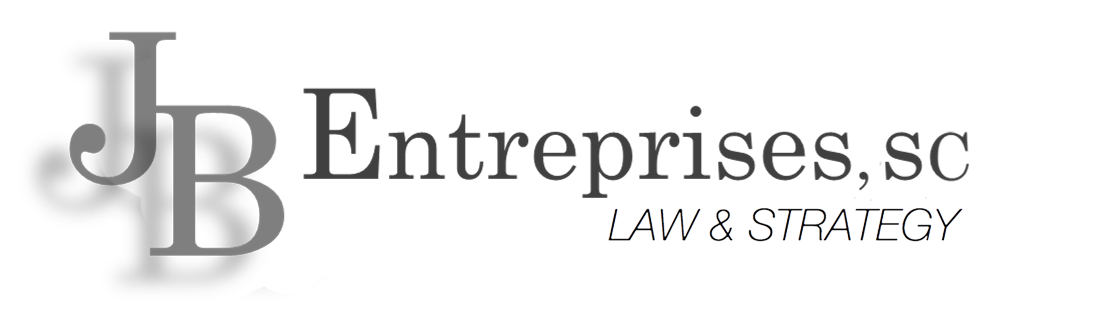 JB Entreprises, SC
LAW & STRATEGY